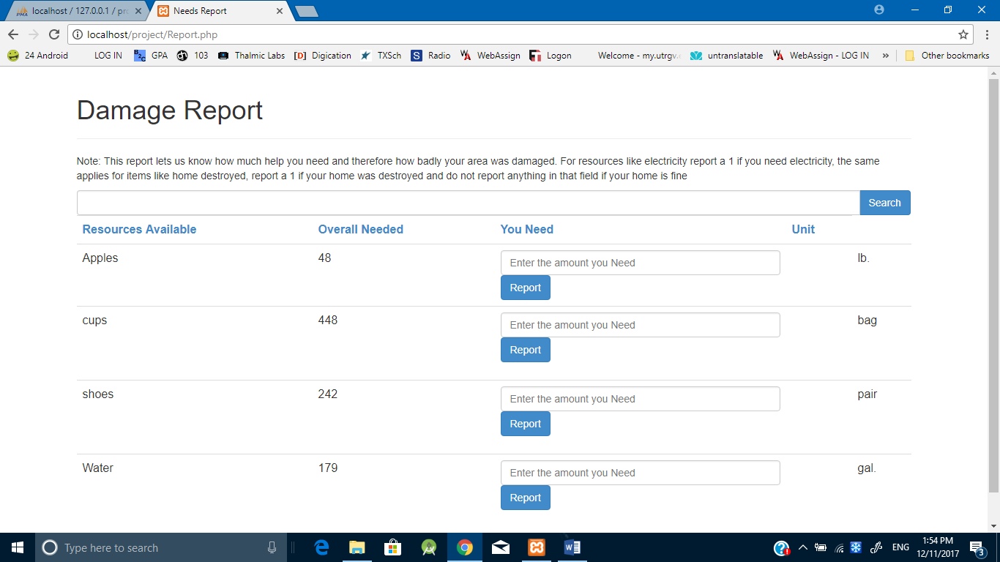 localhost / 127.0.0.1 / pro
Needs Report
localhost/project/Report.php
24 Android LOG IN GPA 103 Thalmic Labs Digication TXSch Radio WebAssign Logon Welcome - my.utrgv. untranslatable WebAssign - LOG IN » Other bookmarks
Damage Report
Note: This report lets us know how much help you need and therefore how badly your area was damaged. For resources like electricity report a 1 if you need electricity, the same
applies for items like home destroyed, report a 1 if your home was destroyed and do not report anything in that field if your home is fine
Search
Resources Available Overall Needed You Need Unit
Apples 48 Enter the amount you Need lb.
Report
cups 448 Enter the amount you Need bag
Report
shoes 242 Enter the amount you Need pair
Report
Water 179 Enter the amount you Need gal.
Report
Type here to search
ENG
1:54 PM
12/11/2017
3